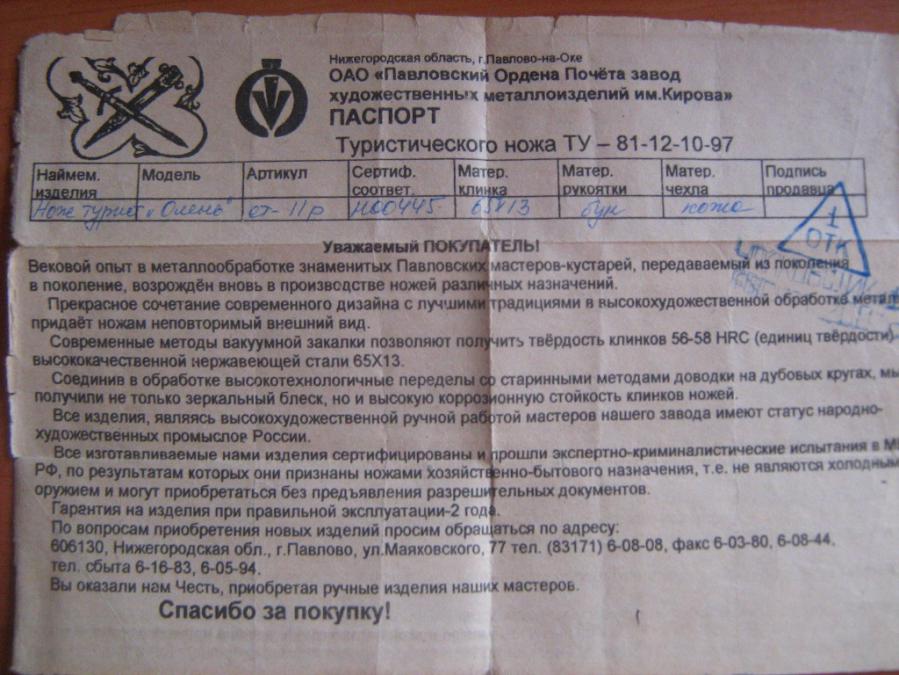 Нижегородская область, г.Павлово-на-Оке
ОАО «Павловский Ордена Почёта завод
художественных металлоизделий им.Кирова»
ПАСПОРТ
Туристического ножа ТУ – 81-12-10-97
Наймем. изделия Модель Артикул Сертиф. соответ. Матер. клинка Матер. рукоятки Матер. чехла Подпись продавца
Нож турист „Олень" ст-11р Н00445 65х13 бук кожа
1
ОТК
Уважаемый ПОКУПАТЕЛЬ!
Вековой опыт в металлообработке знаменитых Павловских мастеров-кустарей, передаваемый из поколения
в поколение, возрождён вновь в производстве ножей различных назначений.
Прекрасное сочетание современного дизайна с лучшими традициями в высокохудожественной обработке метал
придаёт ножам неповторимый внешний вид.
Современные методы вакуумной закалки позволяют получить твёрдость клинков 56-58 HRC (единиц твёрдости)
высококачественной нержавеющей стали 65Х13.
Соединив в обработке высокотехнологичные переделы со старинными методами доводки на дубовых кругах, мы
получили не только зеркальный блеск, но и высокую коррозионную стойкость клинков ножей.
Все изделия, являясь высокохудожественной ручной работой мастеров нашего завода имеют статус народно-
художественных промыслов России.
Все изготавливаемые нами изделия сертифицированы и прошли экспертно-криминалистические испытания в М
РФ, по результатам которых они признаны ножами хозяйственно-бытового назначения, т.е. не являются холодным
оружием и могут приобретаться без предъявления разрешительных документов.
Гарантия на изделия при правильной эксплуатации-2 года.
По вопросам приобретения новых изделий просим обращаться по адресу:
606130, Нижегородская обл., г.Павлово, ул.Маяковского, 77 тел. (83171) 6-08-08, факс 6-03-80, 6-08-44.
тел. сбыта 6-16-83, 6-05-94.
Вы оказали нам Честь, приобретая ручные изделия наших мастеров.
Спасибо за покупку!